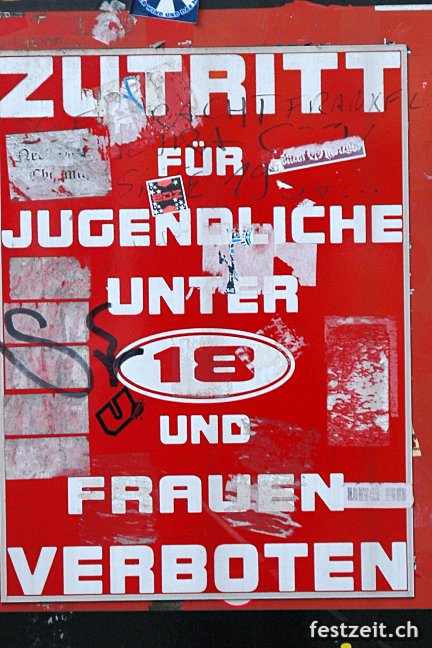 ZUTRITT
FÜR
JUGENDLICHE
UNTER
18
UND
FRAUEN
VERBOTEN
festzeit.ch